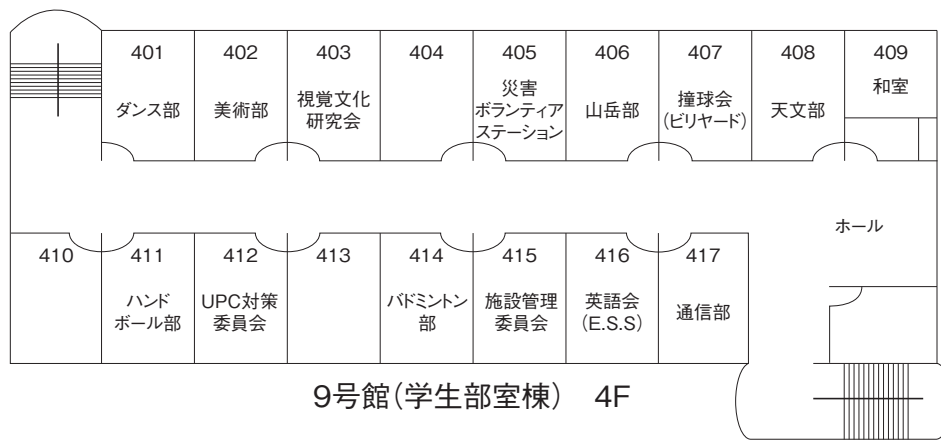 401
ダンス部
402
美術部
403
視覚文化
研究会
404
405
災害
ボランティア
ステーション
406
山岳部
407
撞球会
(ビリヤード)
408
天文部
409
和室
ホール
410
411
ハンド
ボール部
412
UPC対策
委員会
413
414
バドミントン
部
415
施設管理
委員会
416
英語会
(E.S.S)
417
通信部
9号館(学生部室棟) 4F